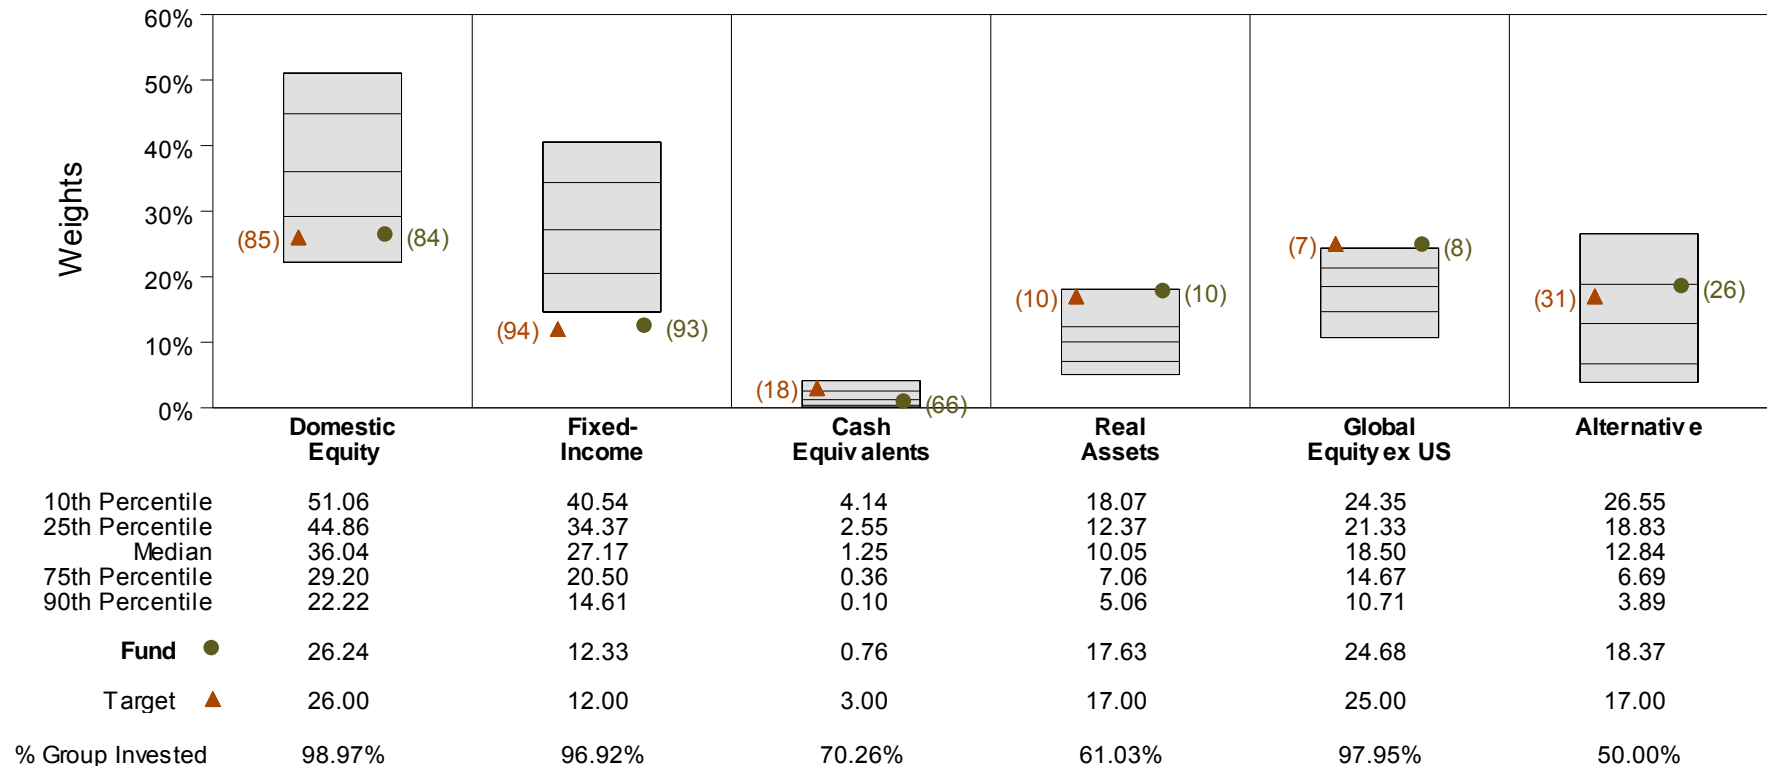 60%
50%
40%
30%
20%
10%
0%
Weights
(85) (84)
(94) (93)
(18) (66)
(10) (10)
(7) (8)
(31) (26)
Domestic Equity Fixed-Income Cash Equivalents Real Assets Global Equity ex US Alternative
10th Percentile 51.06 40.54 4.14 18.07 24.35 26.55
25th Percentile 44.86 34.37 2.55 12.37 21.33 18.83
Median 36.04 27.17 1.25 10.05 18.50 12.84
75th Percentile 29.20 20.50 0.36 7.06 14.67 6.69
90th Percentile 22.22 14.61 0.10 5.06 10.71 3.89
Fund 26.24 12.33 0.76 17.63 24.68 18.37
Target 26.00 12.00 3.00 17.00 25.00 17.00
% Group Invested 98.97% 96.92% 70.26% 61.03% 97.95% 50.00%